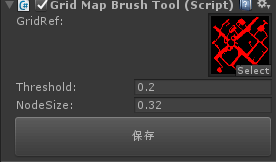 Grid Map Brush Tool (Script)
GridRef:
Select
Threshold: 0.2
NodeSize: 0.32
保存